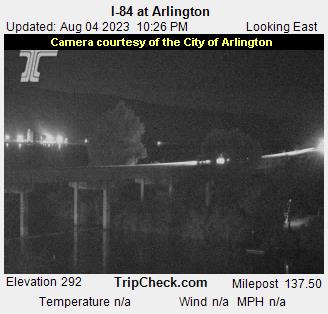 I-84 at Arlington
Updated: Aug 04 2023 10:26 PM Looking East
Camera courtesy of the City of Arlington
Elevation 292 TripCheck.com Milepost 137.50
Temperature n/a Wind n/a MPH n/a